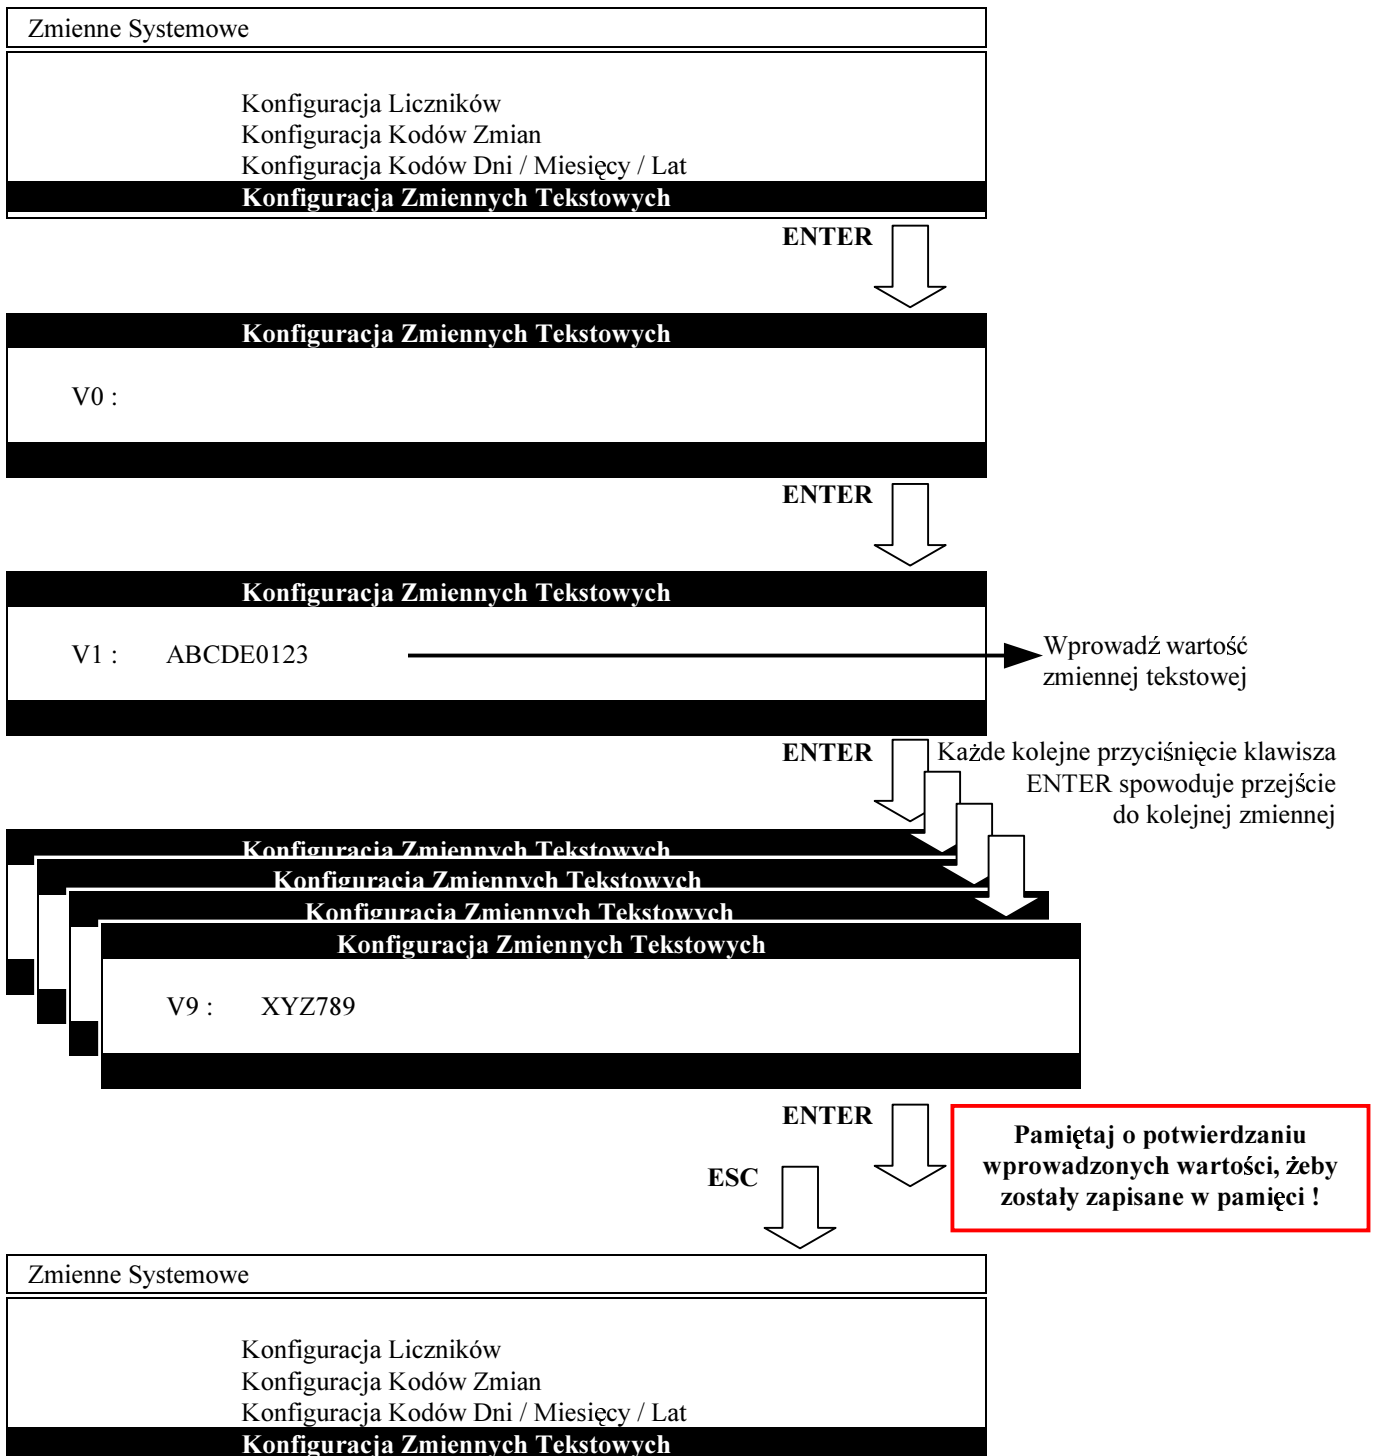 Zmienne Systemowe
Konfiguracja Liczników
Konfiguracja Kodów Zmian
Konfiguracja Kodów Dni / Miesięcy / Lat
Konfiguracja Zmiennych Tekstowych
ENTER
Konfiguracja Zmiennych Tekstowych
V0 :
ENTER
Konfiguracja Zmiennych Tekstowych
V1 : ABCDE0123
Wprowadź wartość
zmiennej tekstowej
ENTER
Każde kolejne przyciśnięcie klawisza
ENTER spowoduje przejście
do kolejnej zmiennej
Konfiguracja Zmiennych Tekstowych
Konfiguracja Zmiennych Tekstowych
Konfiguracja Zmiennych Tekstowych
Konfiguracja Zmiennych Tekstowych
V9 : XYZ789
ENTER
Pamiętaj o potwierdzaniu
wprowadzonych wartości, żeby
zostały zapisane w pamięci !
ESC
Zmienne Systemowe
Konfiguracja Liczników
Konfiguracja Kodów Zmian
Konfiguracja Kodów Dni / Miesięcy / Lat
Konfiguracja Zmiennych Tekstowych